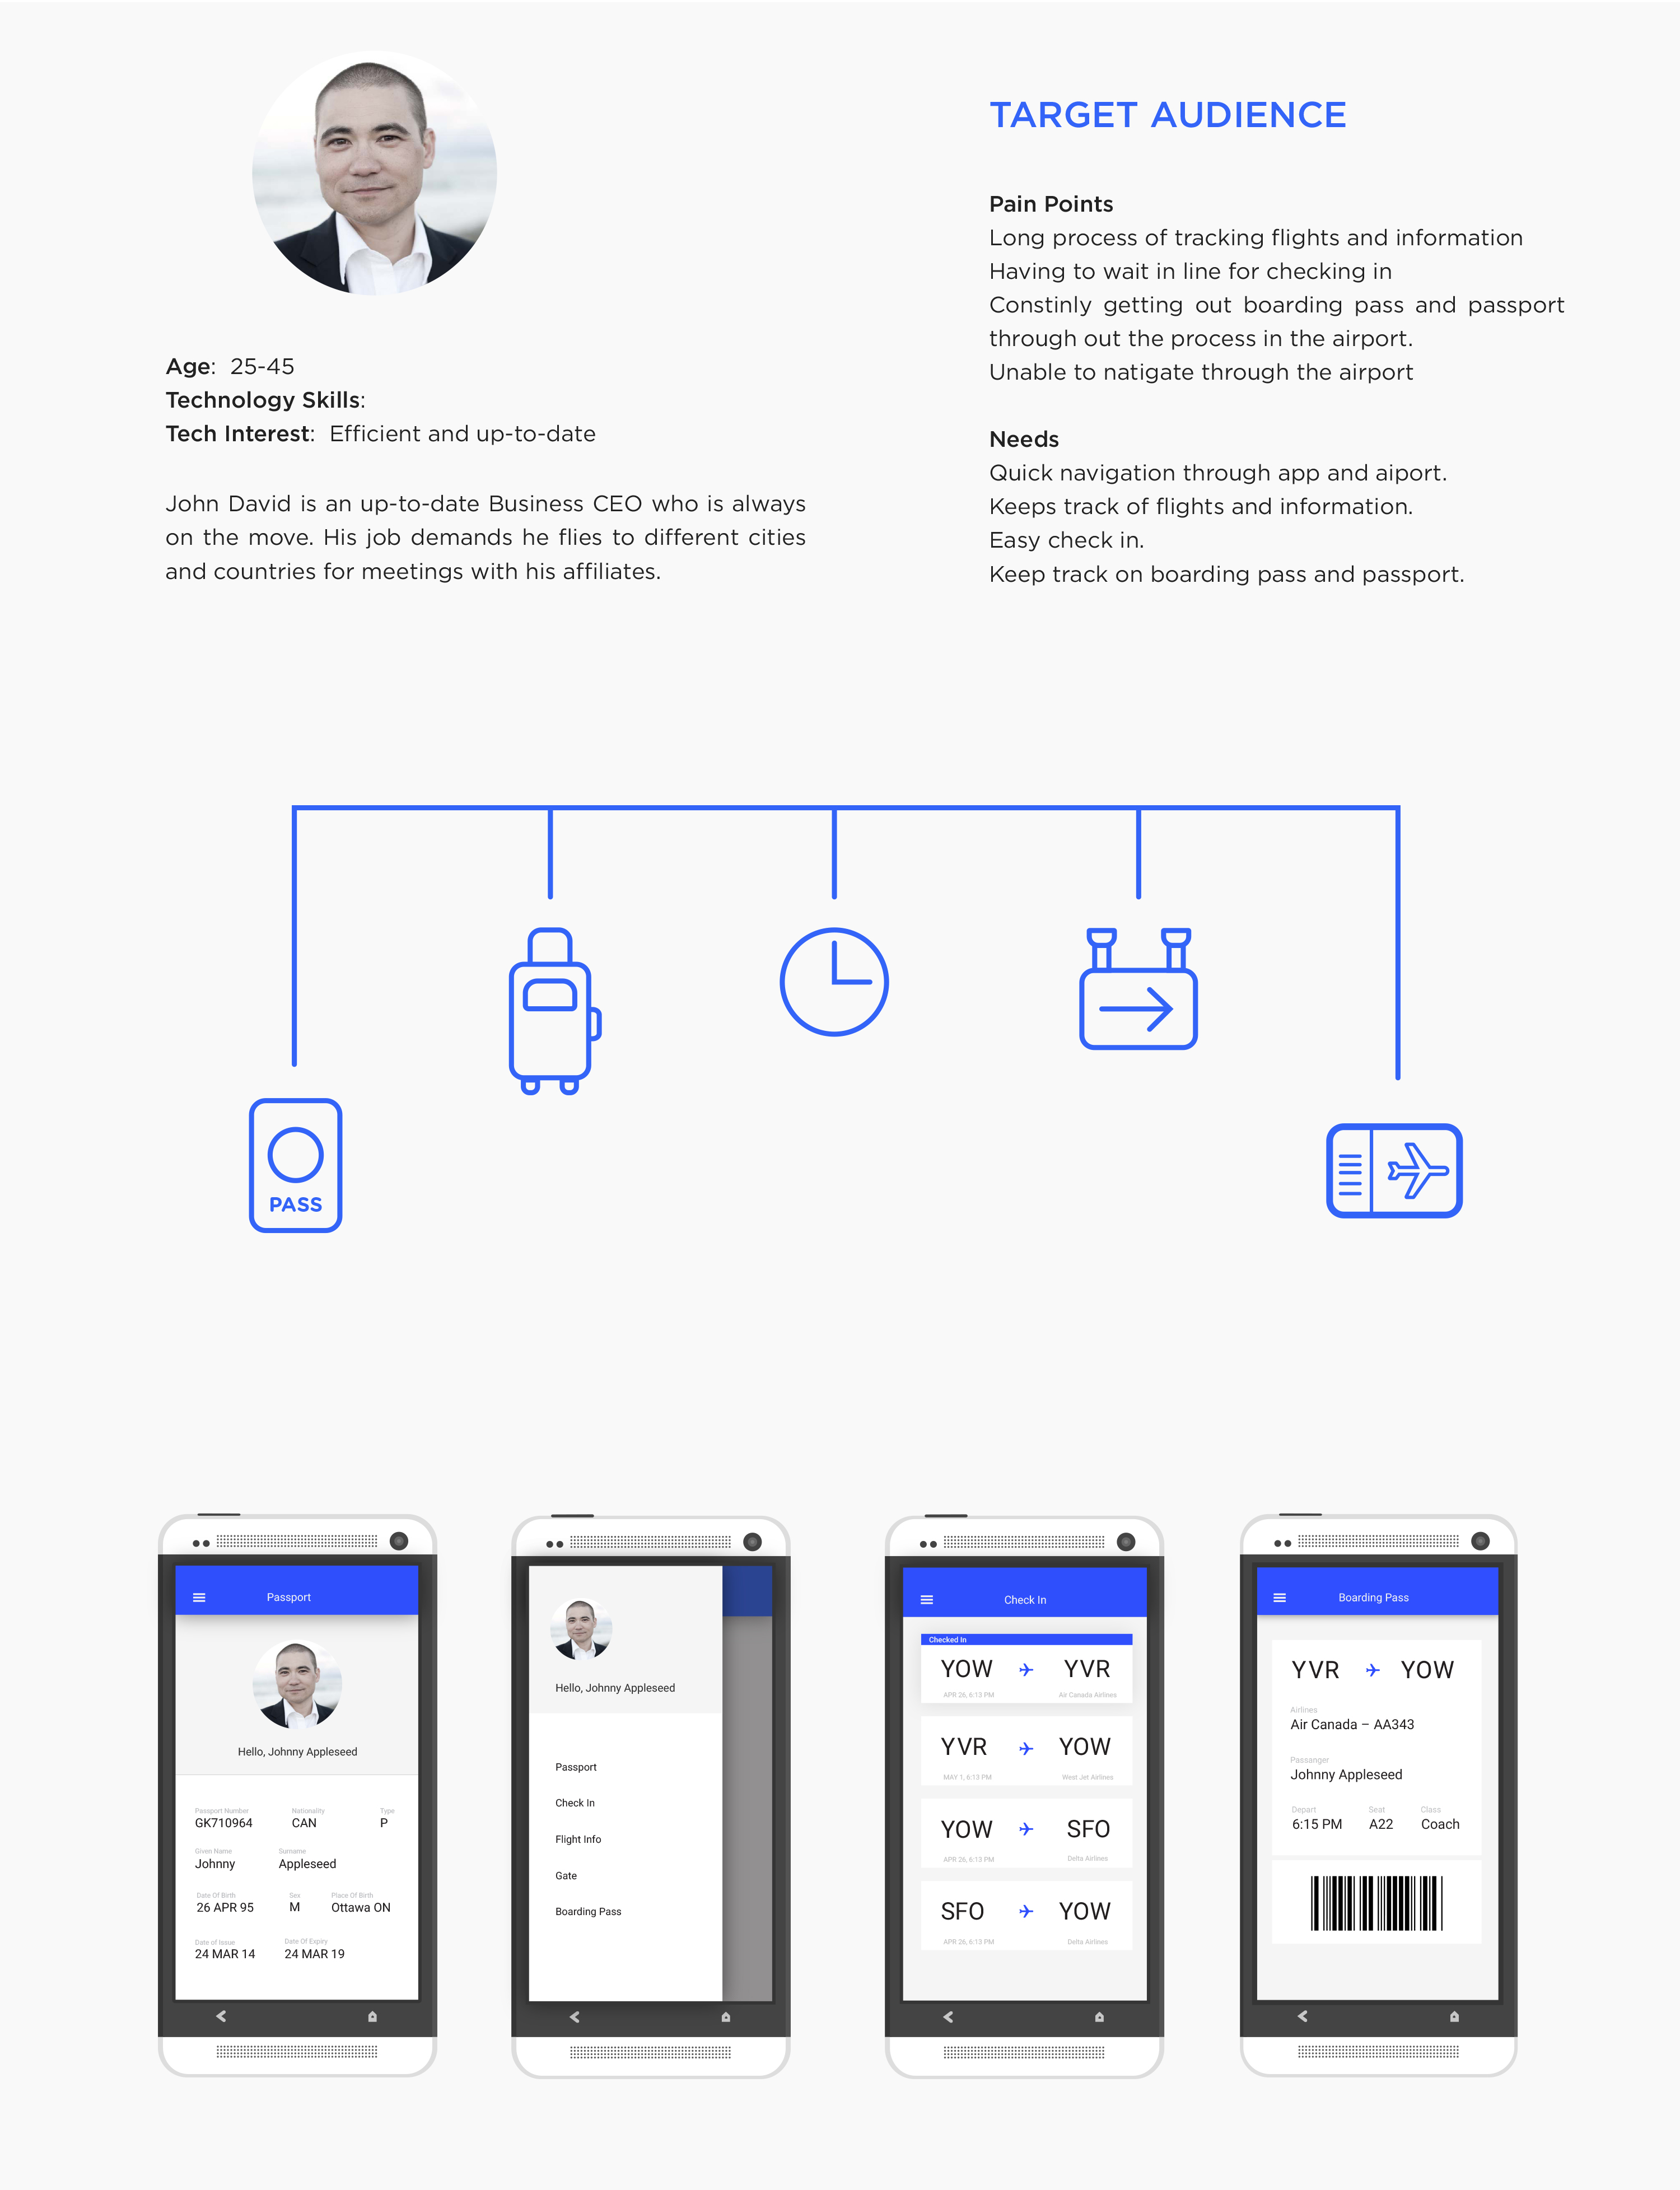 TARGET AUDIENCE
Age:  25-45
Technology Skills:
Tech Interest:  Efficient and up-to-date
John David is an up-to-date Business CEO who is always
on the move. His job demands he flies to different cities
and countries for meetings with his affiliates.
Pain Points
Long process of tracking flights and information
Having to wait in line for checking in
Constinly getting out boarding pass and passport
through out the process in the airport.
Unable to natigate through the airport
Needs
Quick navigation through app and aiport.
Keeps track of flights and information.
Easy check in.
Keep track on boarding pass and passport.
PASS
Passport
Hello, Johnny Appleseed
Passport Number Nationality Type
GK710964 CAN P
Given Name Surname
Johnny Appleseed
Date Of Birth Sex Place Of Birth
26 APR 95 M Ottawa ON
Date of Issue Date Of Expiry
24 MAR 14 24 MAR 19
Hello, Johnny Appleseed
Passport
Check In
Flight Info
Gate
Boarding Pass
Check In
Checked In
YOW YVR
APR 26, 6:13 PM Air Canada Airlines
YVR YOW
MAY 1, 6:13 PM West Jet Airlines
YOW SFO
APR 26, 6:13 PM Delta Airlines
SFO YOW
APR 26, 6:13 PM Delta Airlines
Boarding Pass
YVR YOW
Airlines
Air Canada – AA343
Passanger
Johnny Appleseed
Depart Seat Class
6:15 PM A22 Coach